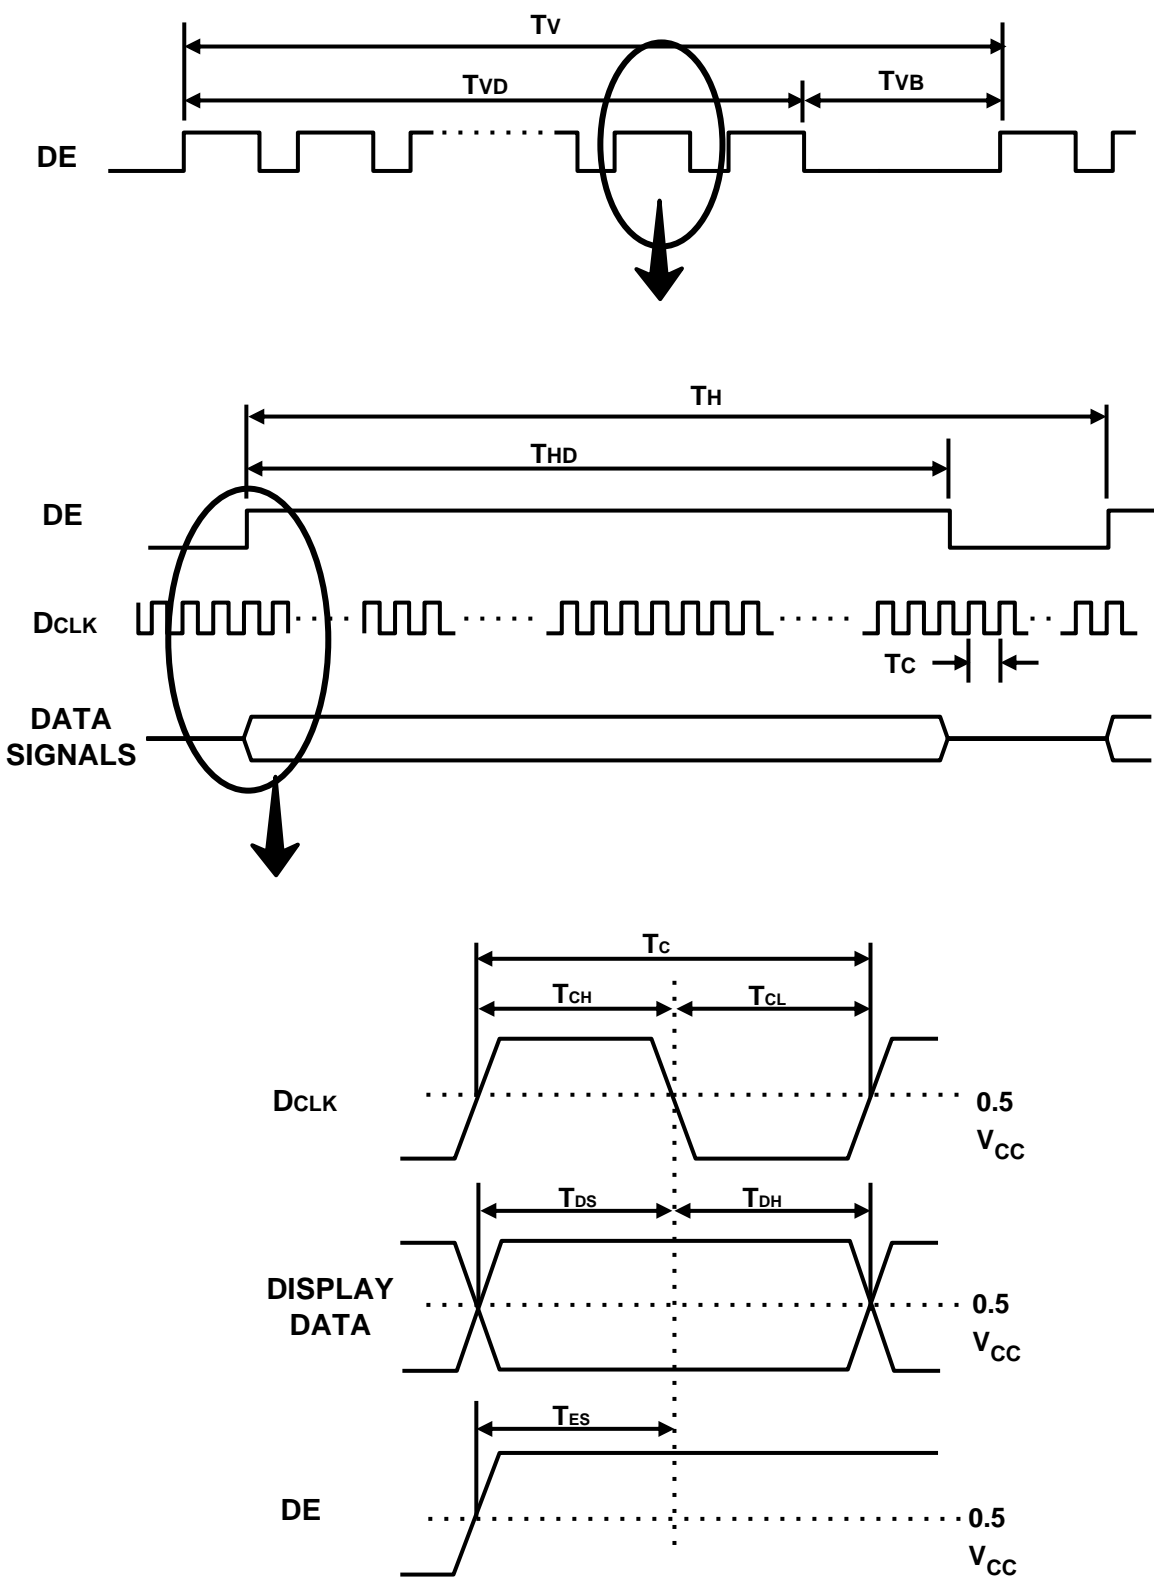 TV
TVD
TVB
DE
TH
THD
DE
DCLK
TC
DATA
SIGNALS
TC
TCH
TCL
DCLK
0.5
VCC
TDS
TDH
DISPLAY
DATA
0.5
VCC
TES
DE
0.5
VCC